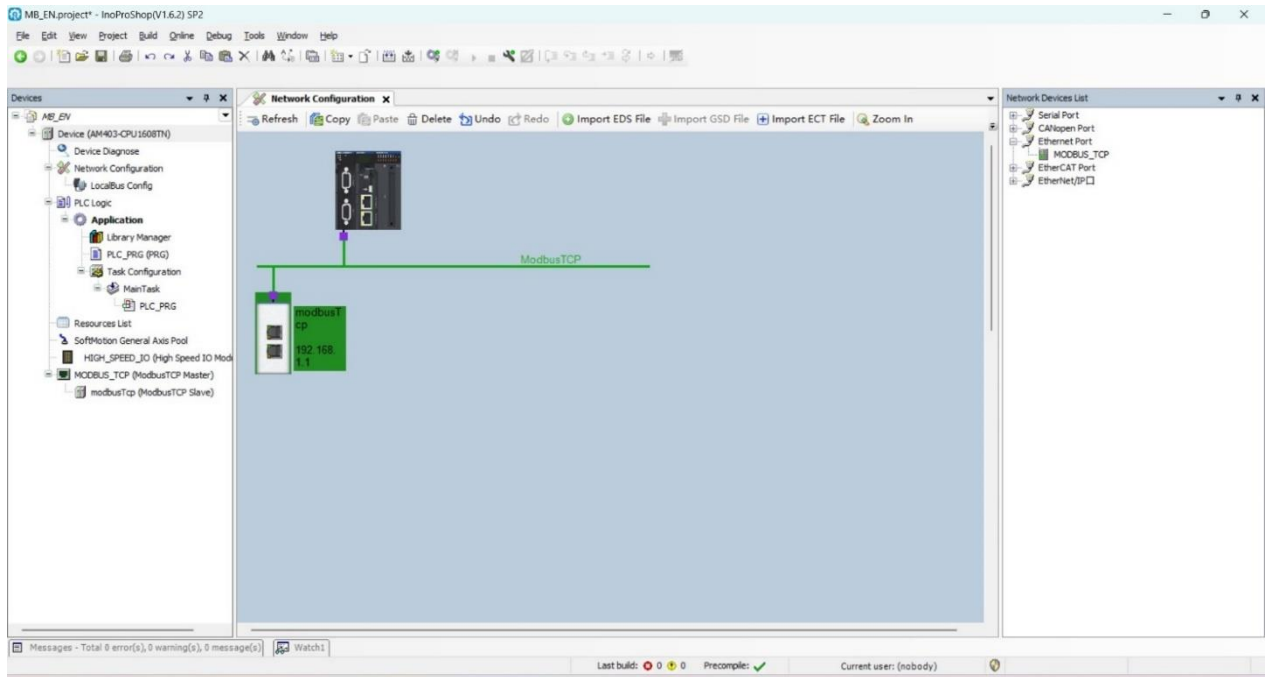 MB_EN.project* - InoProShop(V1.6.2) SP2
File Edit View Project Build Online Debug Tools Window Help
Devices
MB_EN
Device (AM403-CPU1608TN)
Device Diagnose
Network Configuration
LocalBus Config
PLC Logic
Application
Library Manager
PLC_PRG (PRG)
Task Configuration
MainTask
PLC_PRG
Resources List
SoftMotion General Axis Pool
HIGH_SPEED_IO (High Speed IO Mod
MODBUS_TCP (ModbusTCP Master)
modbusTcp (ModbusTCP Slave)
Network Configuration
Refresh Copy Paste Delete Undo Redo Import EDS File Import GSD File Import ECT File Zoom In
ModbusTCP
modbusT
cp
192.168.
1.1
Network Devices List
Serial Port
CANopen Port
Ethernet Port
MODBUS_TCP
EtherCAT Port
EtherNet/IP口
Messages - Total 0 error(s), 0 warning(s), 0 message(s) Watch1
Last build: 0 0 Precompile: Current user: (nobody)